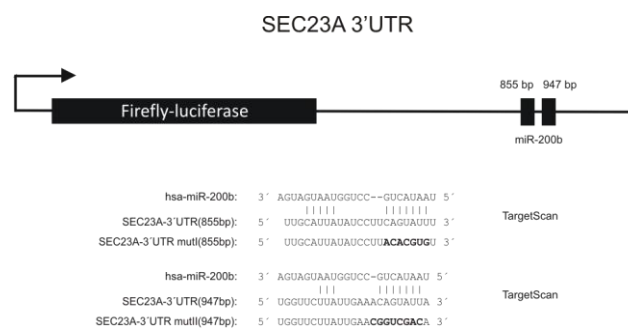 SEC23A 3´UTR
855 bp 947 bp
Firefly-luciferase
miR-200b
hsa-miR-200b: 3´ AGUAGUAAUGGUCC--GUCAUAAU 5´
SEC23A-3´UTR(855bp): 5´ UUGCAUUAUAUCCUUCAGUAUUU 3´
TargetScan
SEC23A-3´UTR mutI(855bp): 5´ UUGCAUUAUAUCCUUACACGUGU 3´
hsa-miR-200b: 3´ AGUAGUAAUGGUCC-GUCAUAAU 5´
SEC23A-3´UTR(947bp): 5´ UGGUUCUUAUUGAAACAGUAUUA 3´
TargetScan
SEC23A-3´UTR mutII(947bp): 5´ UGGUUCUUAUUGAACGGUCGACA 3´